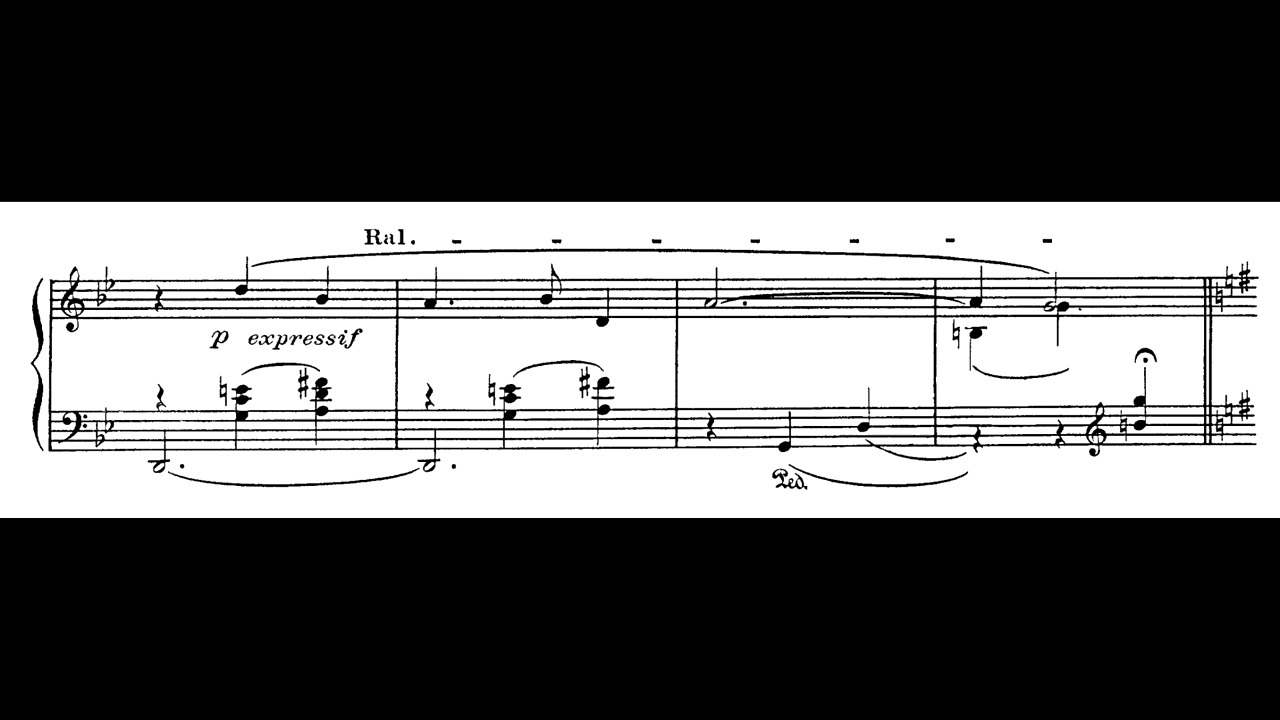 Ral. - - - - - - -
p expressif
Ped.